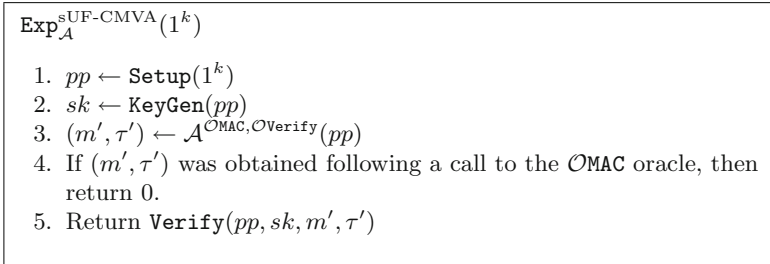 Exp_𝒜^{sUF-CMVA}(1^k)
1. pp ← Setup(1^k)
2. sk ← KeyGen(pp)
3. (m′, τ′) ← 𝒜^{𝒪MAC,𝒪Verify}(pp)
4. If (m′, τ′) was obtained following a call to the 𝒪MAC oracle, then
return 0.
5. Return Verify(pp, sk, m′, τ′)